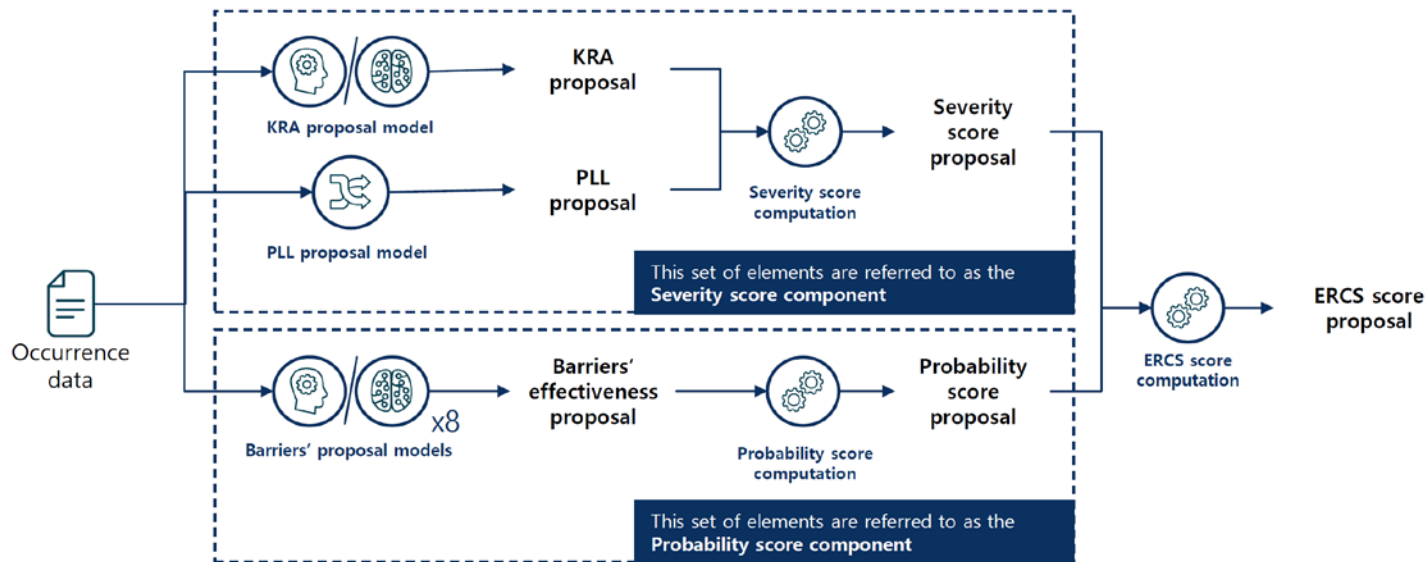 KRA
proposal
KRA proposal model
PLL
proposal
PLL proposal model
Severity score
computation
Severity
score
proposal
This set of elements are referred to as the
Severity score component
Occurrence
data
ERCS score
computation
ERCS score
proposal
x8
Barriers' proposal models
Barriers'
effectiveness
proposal
Probability score
computation
Probability
score
proposal
This set of elements are referred to as the
Probability score component